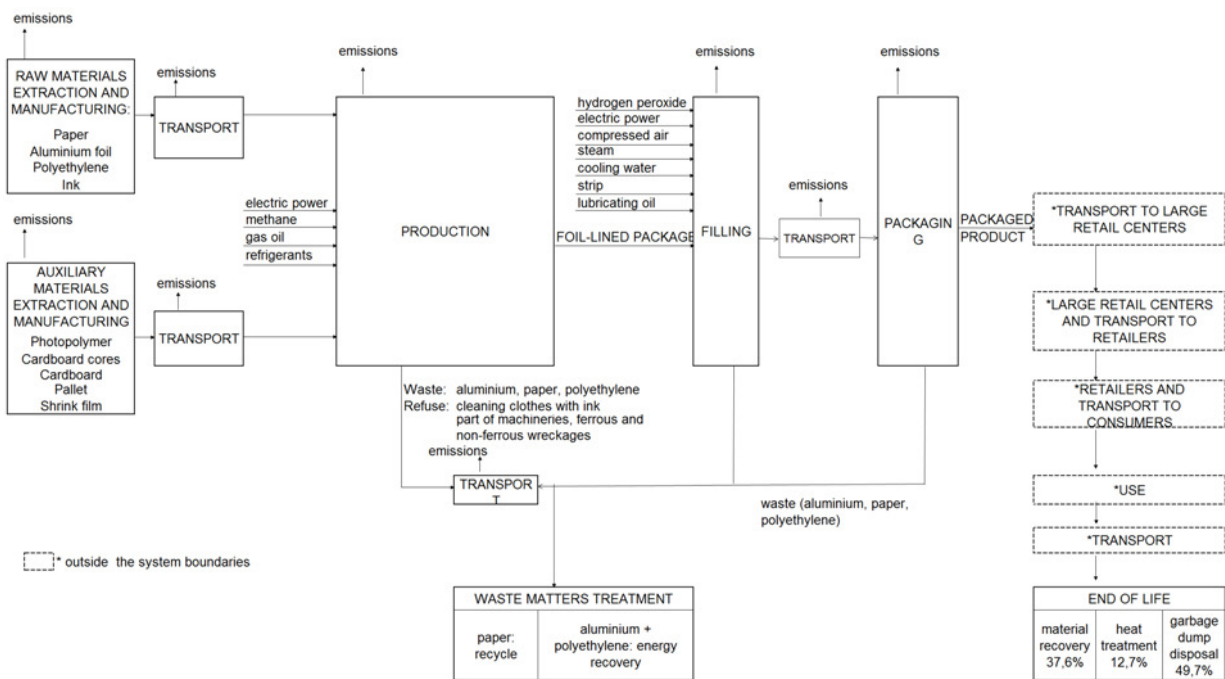 emissions
RAW MATERIALS
EXTRACTION AND
MANUFACTURING:
Paper
Aluminium foil
Polyethylene
Ink
emissions
TRANSPORT
emissions
AUXILIARY
MATERIALS
EXTRACTION AND
MANUFACTURING
Photopolymer
Cardboard cores
Cardboard
Pallet
Shrink film
emissions
TRANSPORT
electric power
methane
gas oil
refrigerants
emissions
PRODUCTION
hydrogen peroxide
electric power
compressed air
steam
cooling water
strip
lubricating oil
FOIL-LINED PACKAGE
emissions
FILLING
emissions
TRANSPORT
emissions
PACKAGIN
G
PACKAGED
PRODUCT
*TRANSPORT TO LARGE
RETAIL CENTERS
*LARGE RETAIL CENTERS
AND TRANSPORT TO
RETAILERS
*RETAILERS AND
TRANSPORT TO
CONSUMERS
*USE
*TRANSPORT
END OF LIFE
material
recovery
37,6%
heat
treatment
12,7%
garbage
dump
disposal
49,7%
Waste: aluminium, paper, polyethylene
Refuse: cleaning clothes with ink
part of machineries, ferrous and
non-ferrous wreckages
emissions
TRANSPOR
T
waste (aluminium, paper,
polyethylene)
WASTE MATTERS TREATMENT
paper:
recycle
aluminium +
polyethylene: energy
recovery
* outside the system boundaries